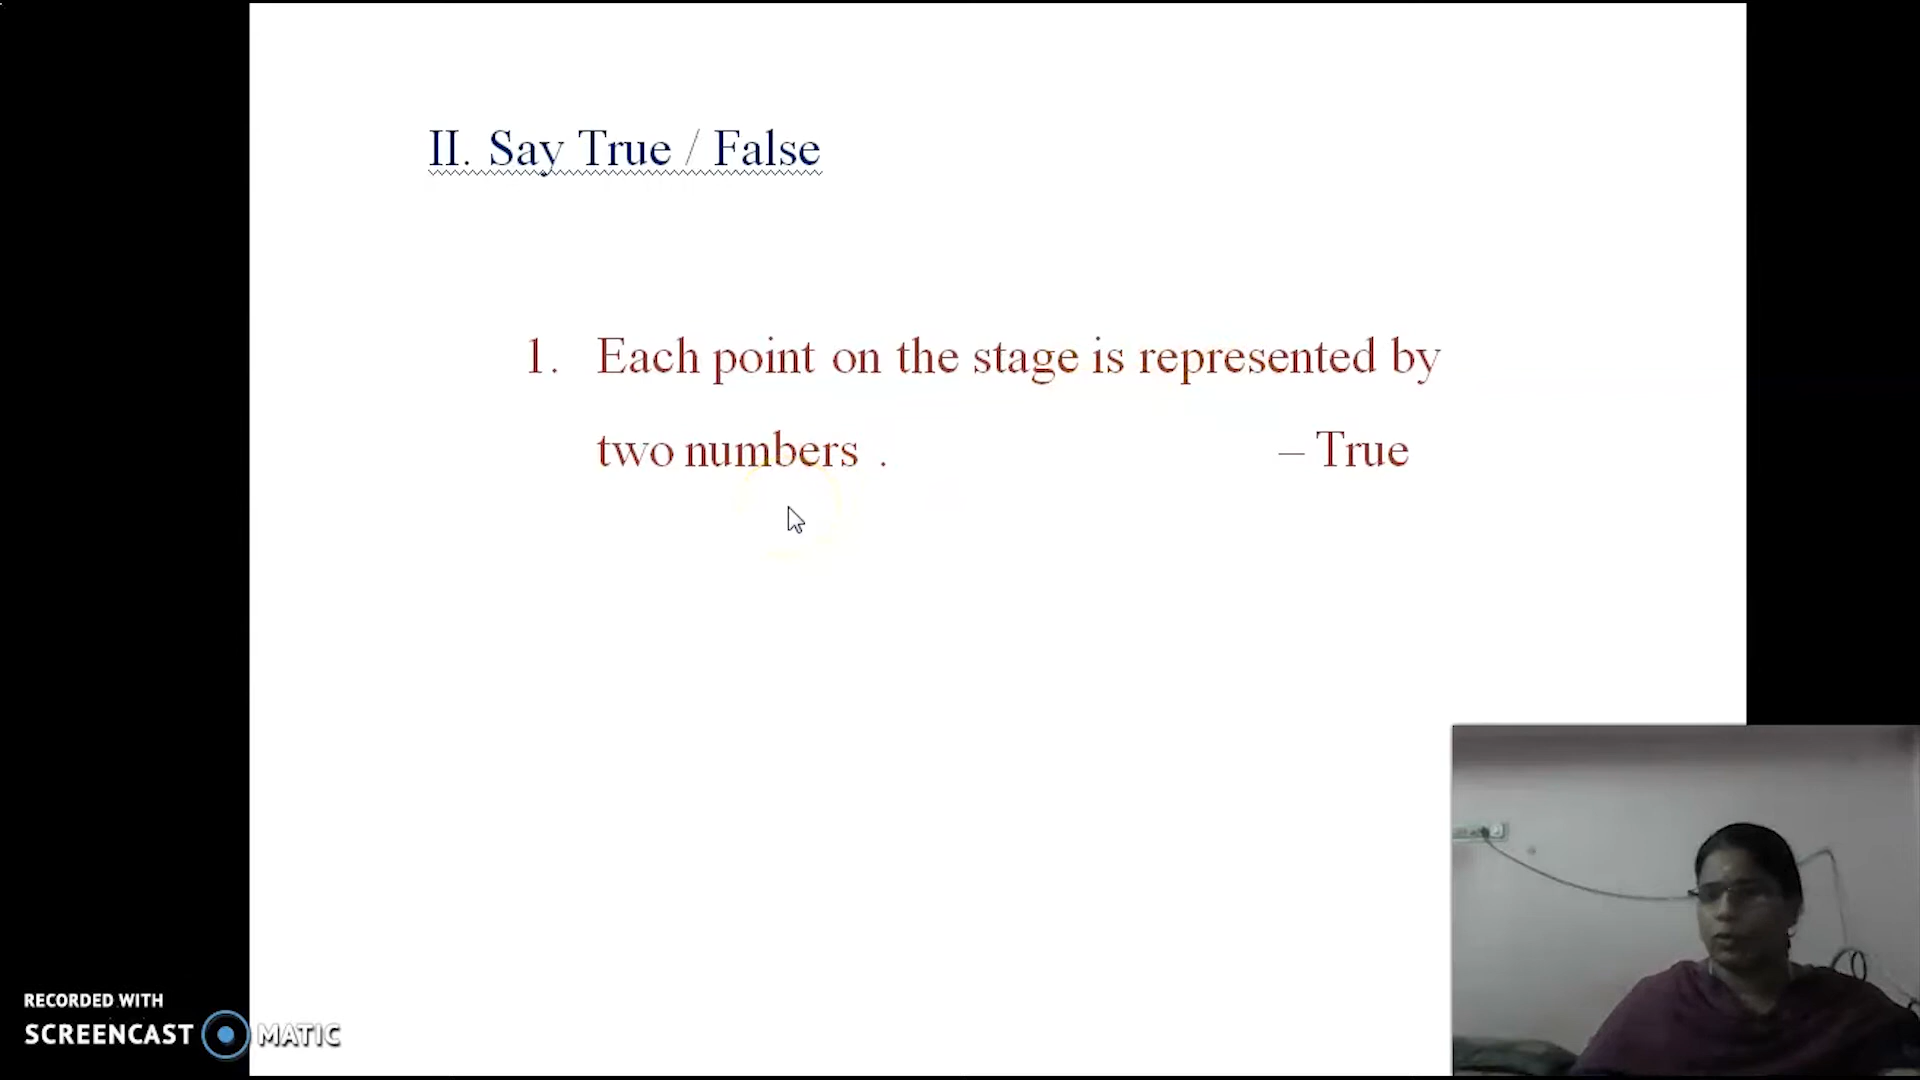 II. Say True / False
1. Each point on the stage is represented by
two numbers . – True
RECORDED WITH
SCREENCAST MATIC